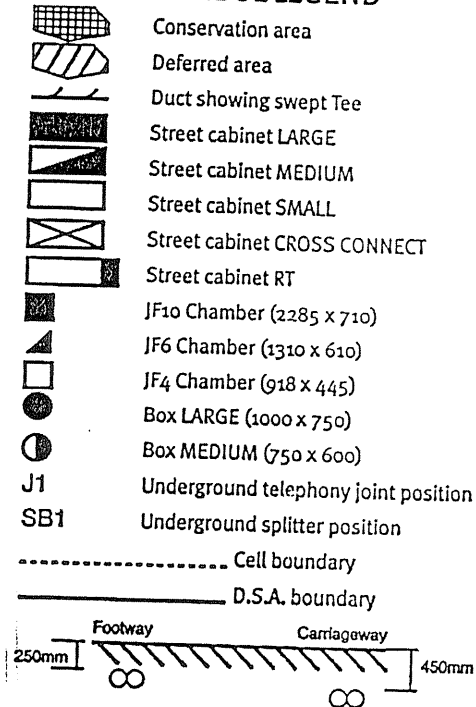 LEGEND
Conservation area
Deferred area
Duct showing swept Tee
Street cabinet LARGE
Street cabinet MEDIUM
Street cabinet SMALL
Street cabinet CROSS CONNECT
Street cabinet RT
JF10 Chamber (2285 x 710)
JF6 Chamber (1310 x 610)
JF4 Chamber (918 x 445)
Box LARGE (1000 x 750)
Box MEDIUM (750 x 600)
J1 Underground telephony joint position
SB1 Underground splitter position
Cell boundary
D.S.A. boundary
Footway Carriageway
250mm 450mm